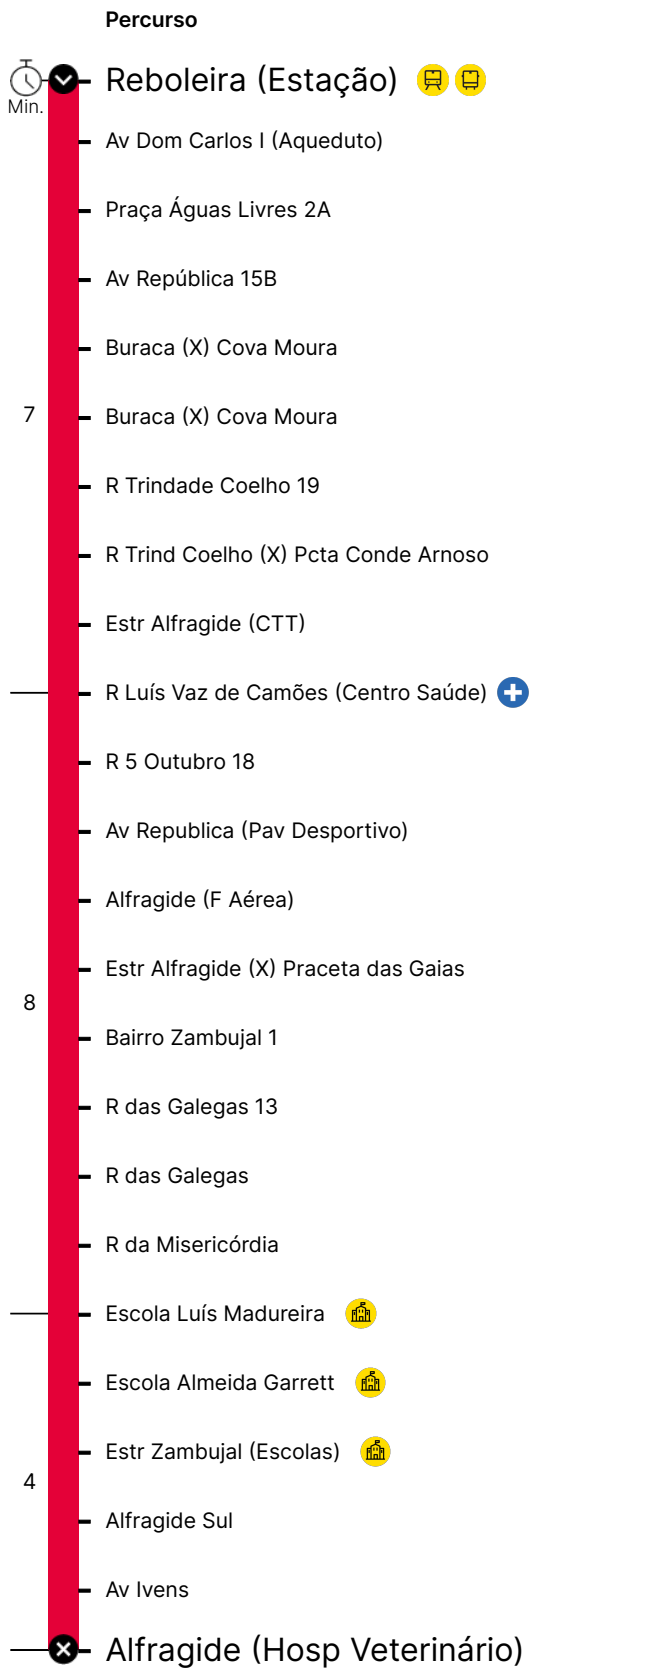 Percurso
Reboleira (Estação)
Min.
Av Dom Carlos I (Aqueduto)
Praça Águas Livres 2A
Av República 15B
Buraca (X) Cova Moura
7
Buraca (X) Cova Moura
R Trindade Coelho 19
R Trind Coelho (X) Pcta Conde Arnoso
Estr Alfragide (CTT)
R Luís Vaz de Camões (Centro Saúde)
R 5 Outubro 18
Av Republica (Pav Desportivo)
Alfragide (F Aérea)
Estr Alfragide (X) Praceta das Gaias
8
Bairro Zambujal 1
R das Galegas 13
R das Galegas
R da Misericórdia
Escola Luís Madureira
Escola Almeida Garrett
Estr Zambujal (Escolas)
4
Alfragide Sul
Av Ivens
Alfragide (Hosp Veterinário)